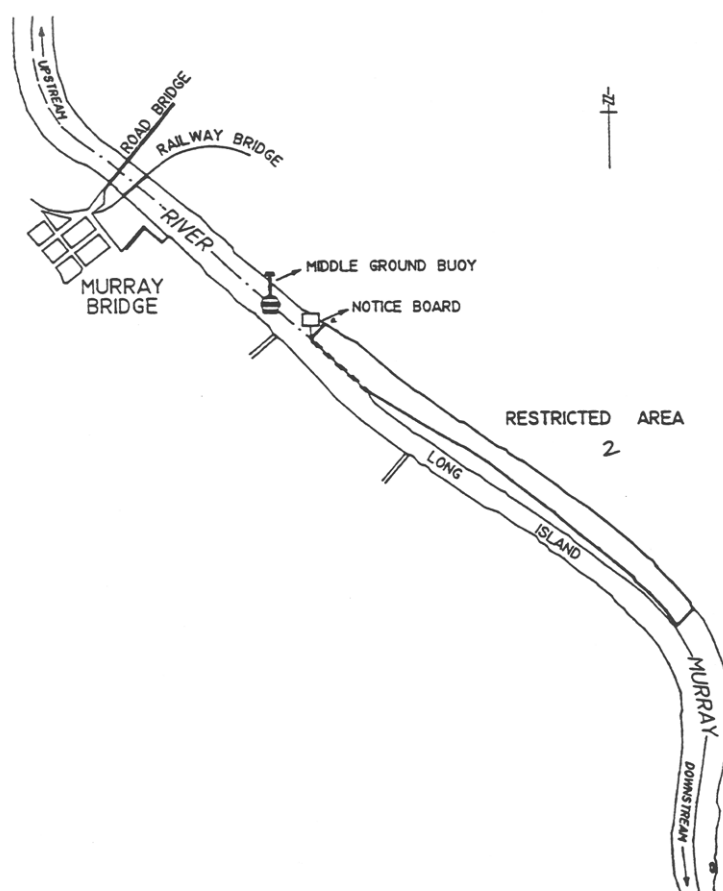 UPSTREAM
ROAD BRIDGE
RAILWAY BRIDGE
N
RIVER
MIDDLE GROUND BUOY
MURRAY
BRIDGE
NOTICE BOARD
RESTRICTED AREA
2
LONG
ISLAND
MURRAY
DOWNSTREAM